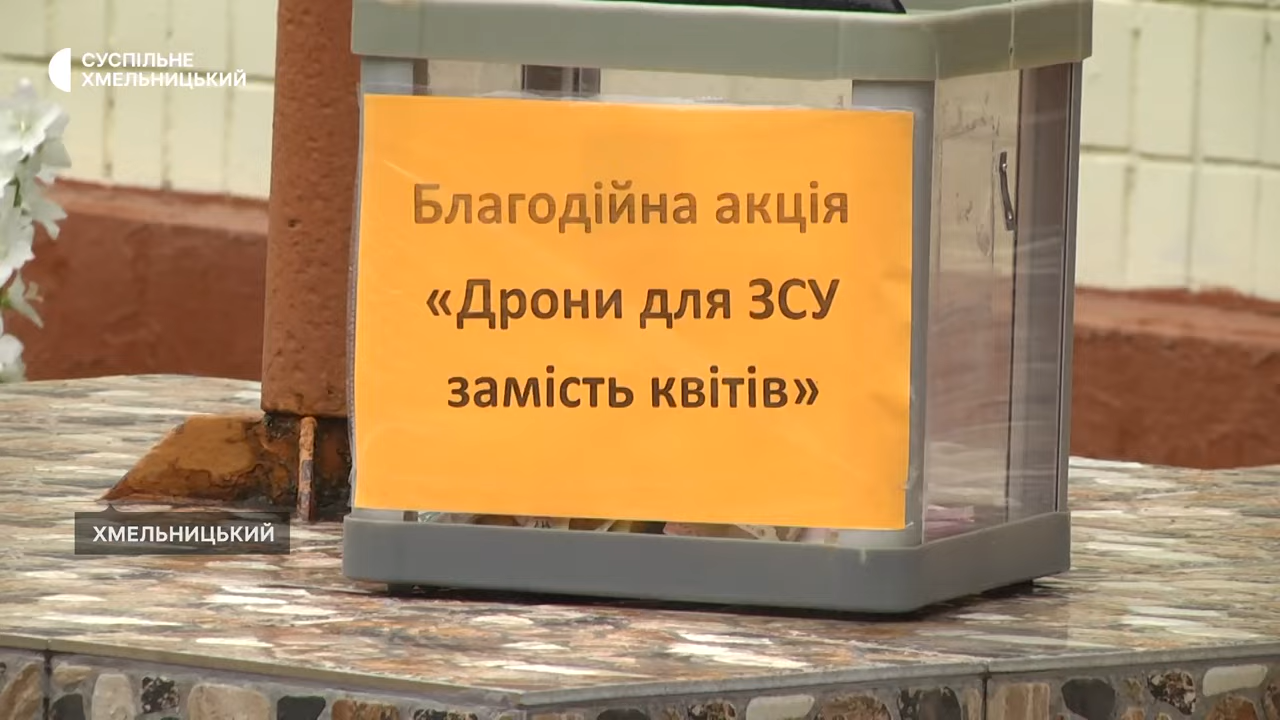 СУСПІЛЬНЕ
ХМЕЛЬНИЦЬКИЙ
Благодійна акція
«Дрони для ЗСУ
замість квітів»
ХМЕЛЬНИЦЬКИЙ